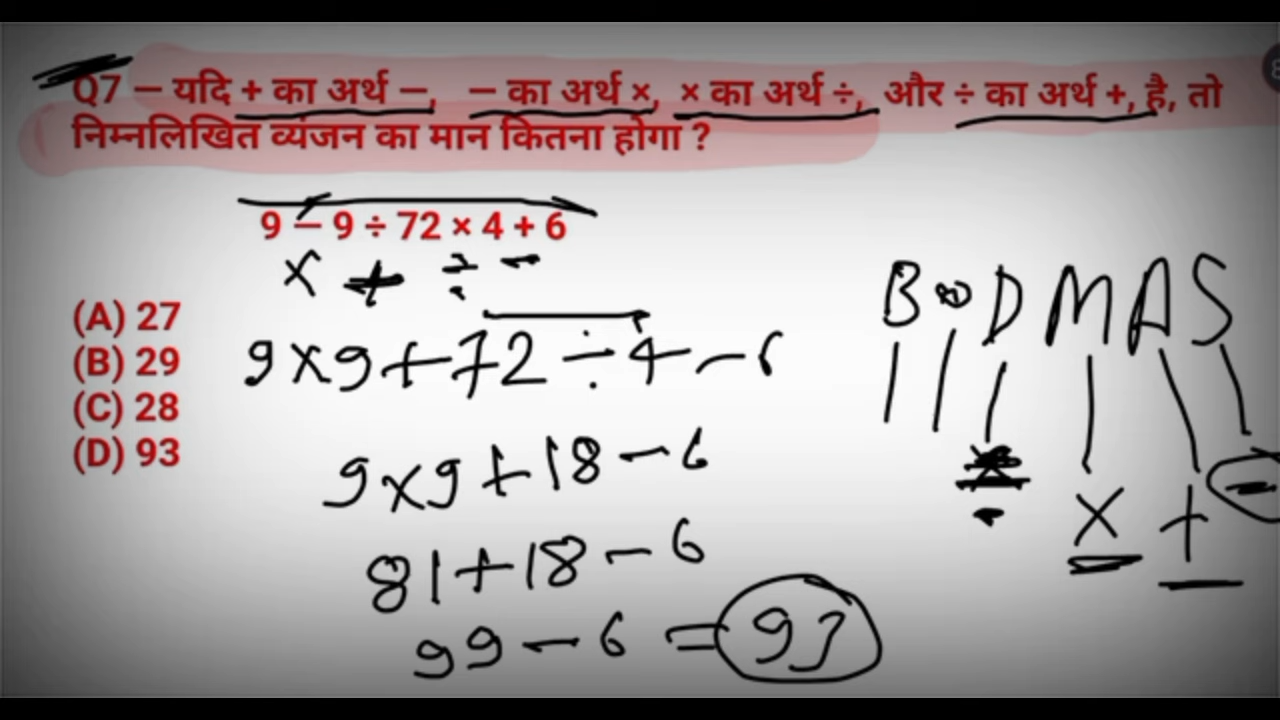 Q7 – यदि + का अर्थ –, – का अर्थ ×, × का अर्थ ÷, और ÷ का अर्थ +, है, तो
निम्नलिखित व्यंजन का मान कितना होगा ?
9 – 9 ÷ 72 × 4 + 6
× + ÷ –
(A) 27
(B) 29
(C) 28
(D) 93
9×9+72÷4–6
9×9+18–6
81+18–6
99–6=93
BODMAS
÷ × + –